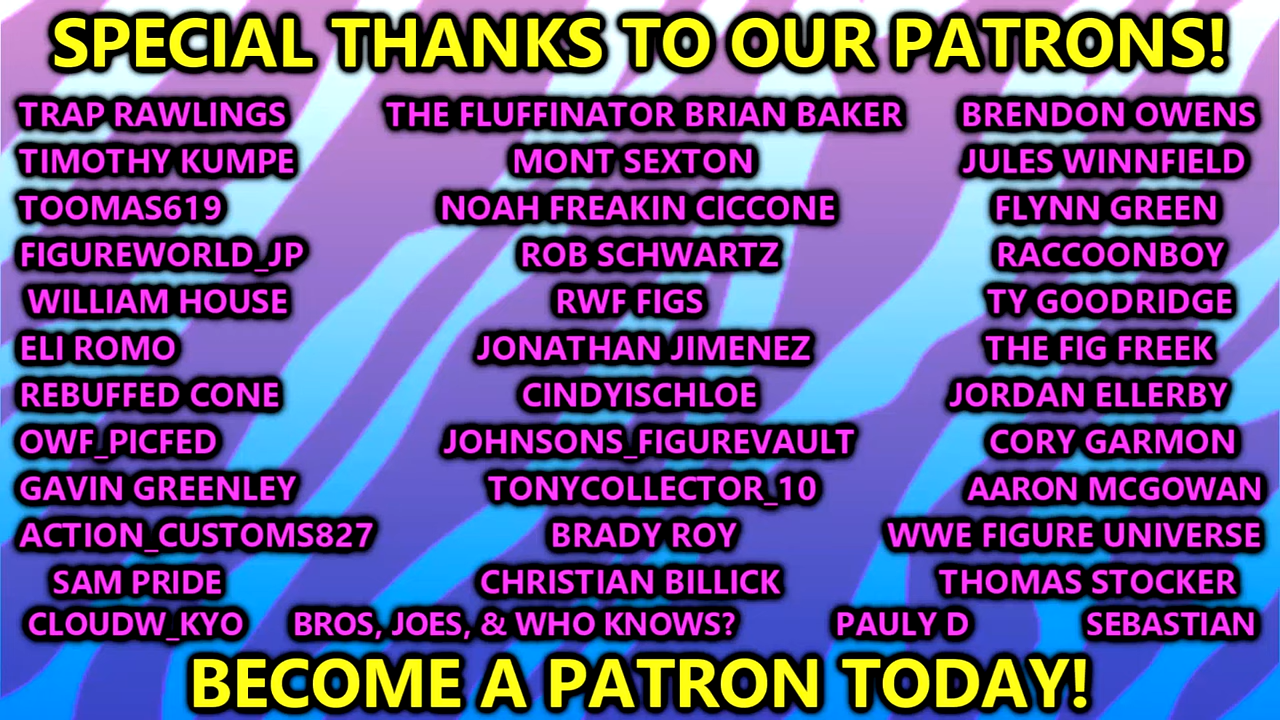 SPECIAL THANKS TO OUR PATRONS!
TRAP RAWLINGS THE FLUFFINATOR BRIAN BAKER BRENDON OWENS
TIMOTHY KUMPE MONT SEXTON JULES WINNFIELD
TOOMAS619 NOAH FREAKIN CICCONE FLYNN GREEN
FIGUREWORLD_JP ROB SCHWARTZ RACCOONBOY
WILLIAM HOUSE RWF FIGS TY GOODRIDGE
ELI ROMO JONATHAN JIMENEZ THE FIG FREEK
REBUFFED CONE CINDYISCHLOE JORDAN ELLERBY
OWF_PICFED JOHNSONS_FIGUREVAULT CORY GARMON
GAVIN GREENLEY TONYCOLLECTOR_10 AARON MCGOWAN
ACTION_CUSTOMS827 BRADY ROY WWE FIGURE UNIVERSE
SAM PRIDE CHRISTIAN BILLICK THOMAS STOCKER
CLOUDW_KYO BROS, JOES, & WHO KNOWS? PAULY D SEBASTIAN
BECOME A PATRON TODAY!